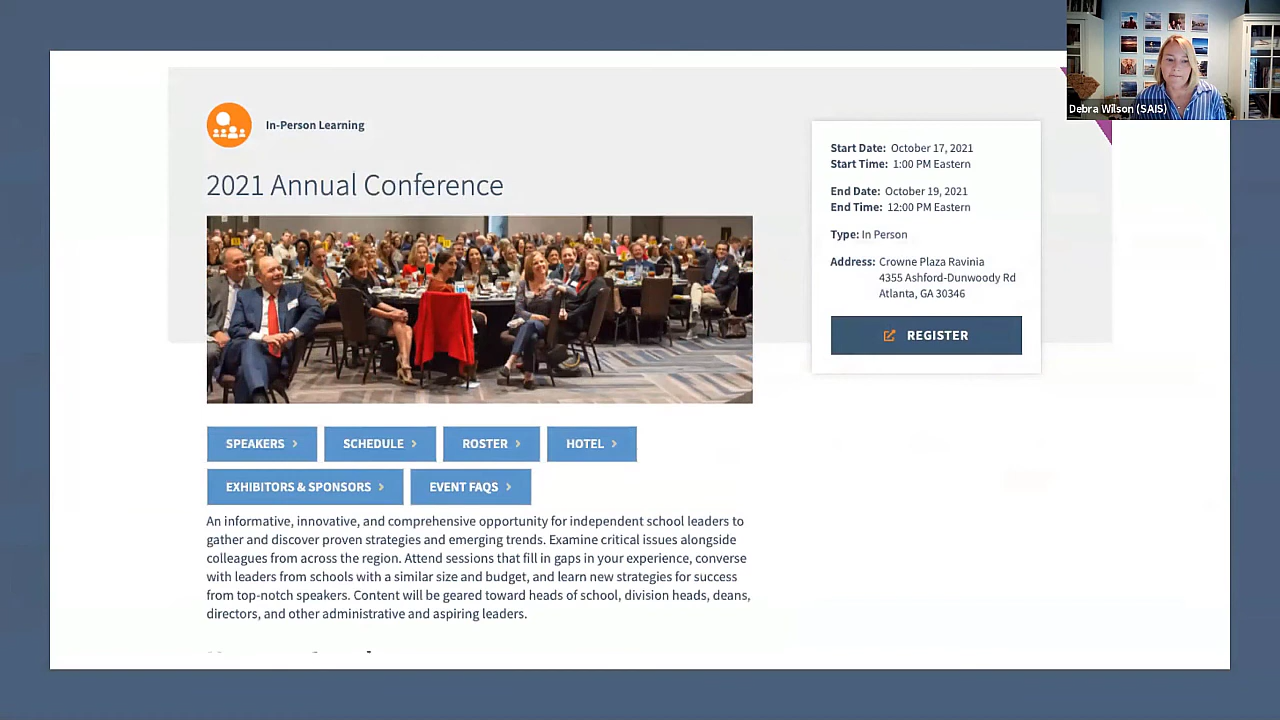 Debra Wilson (SAIS)
In-Person Learning
2021 Annual Conference
Start Date: October 17, 2021
Start Time: 1:00 PM Eastern
End Date: October 19, 2021
End Time: 12:00 PM Eastern
Type: In Person
Address: Crowne Plaza Ravinia
4355 Ashford-Dunwoody Rd
Atlanta, GA 30346
REGISTER
SPEAKERS
SCHEDULE
ROSTER
HOTEL
EXHIBITORS & SPONSORS
EVENT FAQS
An informative, innovative, and comprehensive opportunity for independent school leaders to
gather and discover proven strategies and emerging trends. Examine critical issues alongside
colleagues from across the region. Attend sessions that fill in gaps in your experience, converse
with leaders from schools with a similar size and budget, and learn new strategies for success
from top-notch speakers. Content will be geared toward heads of school, division heads, deans,
directors, and other administrative and aspiring leaders.